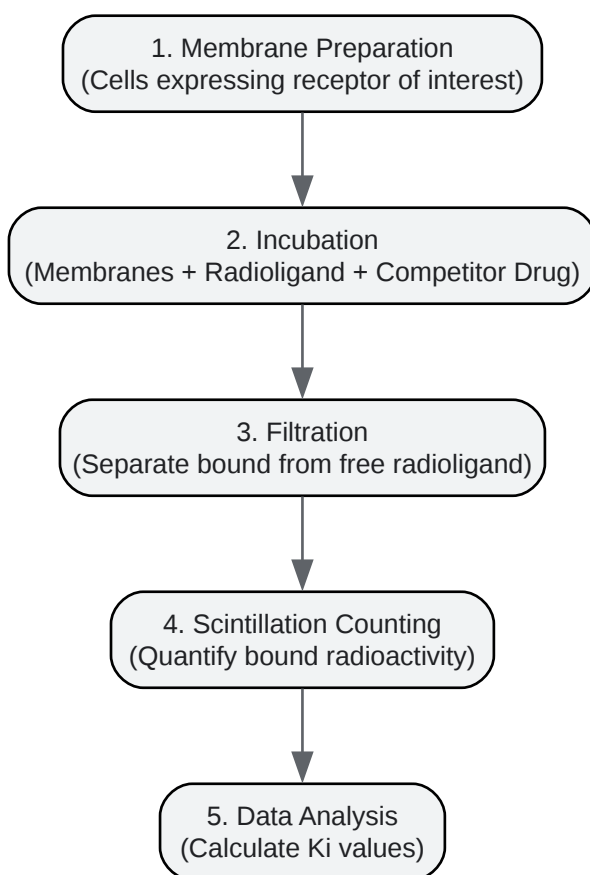 1. Membrane Preparation
(Cells expressing receptor of interest)
2. Incubation
(Membranes + Radioligand + Competitor Drug)
3. Filtration
(Separate bound from free radioligand)
4. Scintillation Counting
(Quantify bound radioactivity)
5. Data Analysis
(Calculate Ki values)